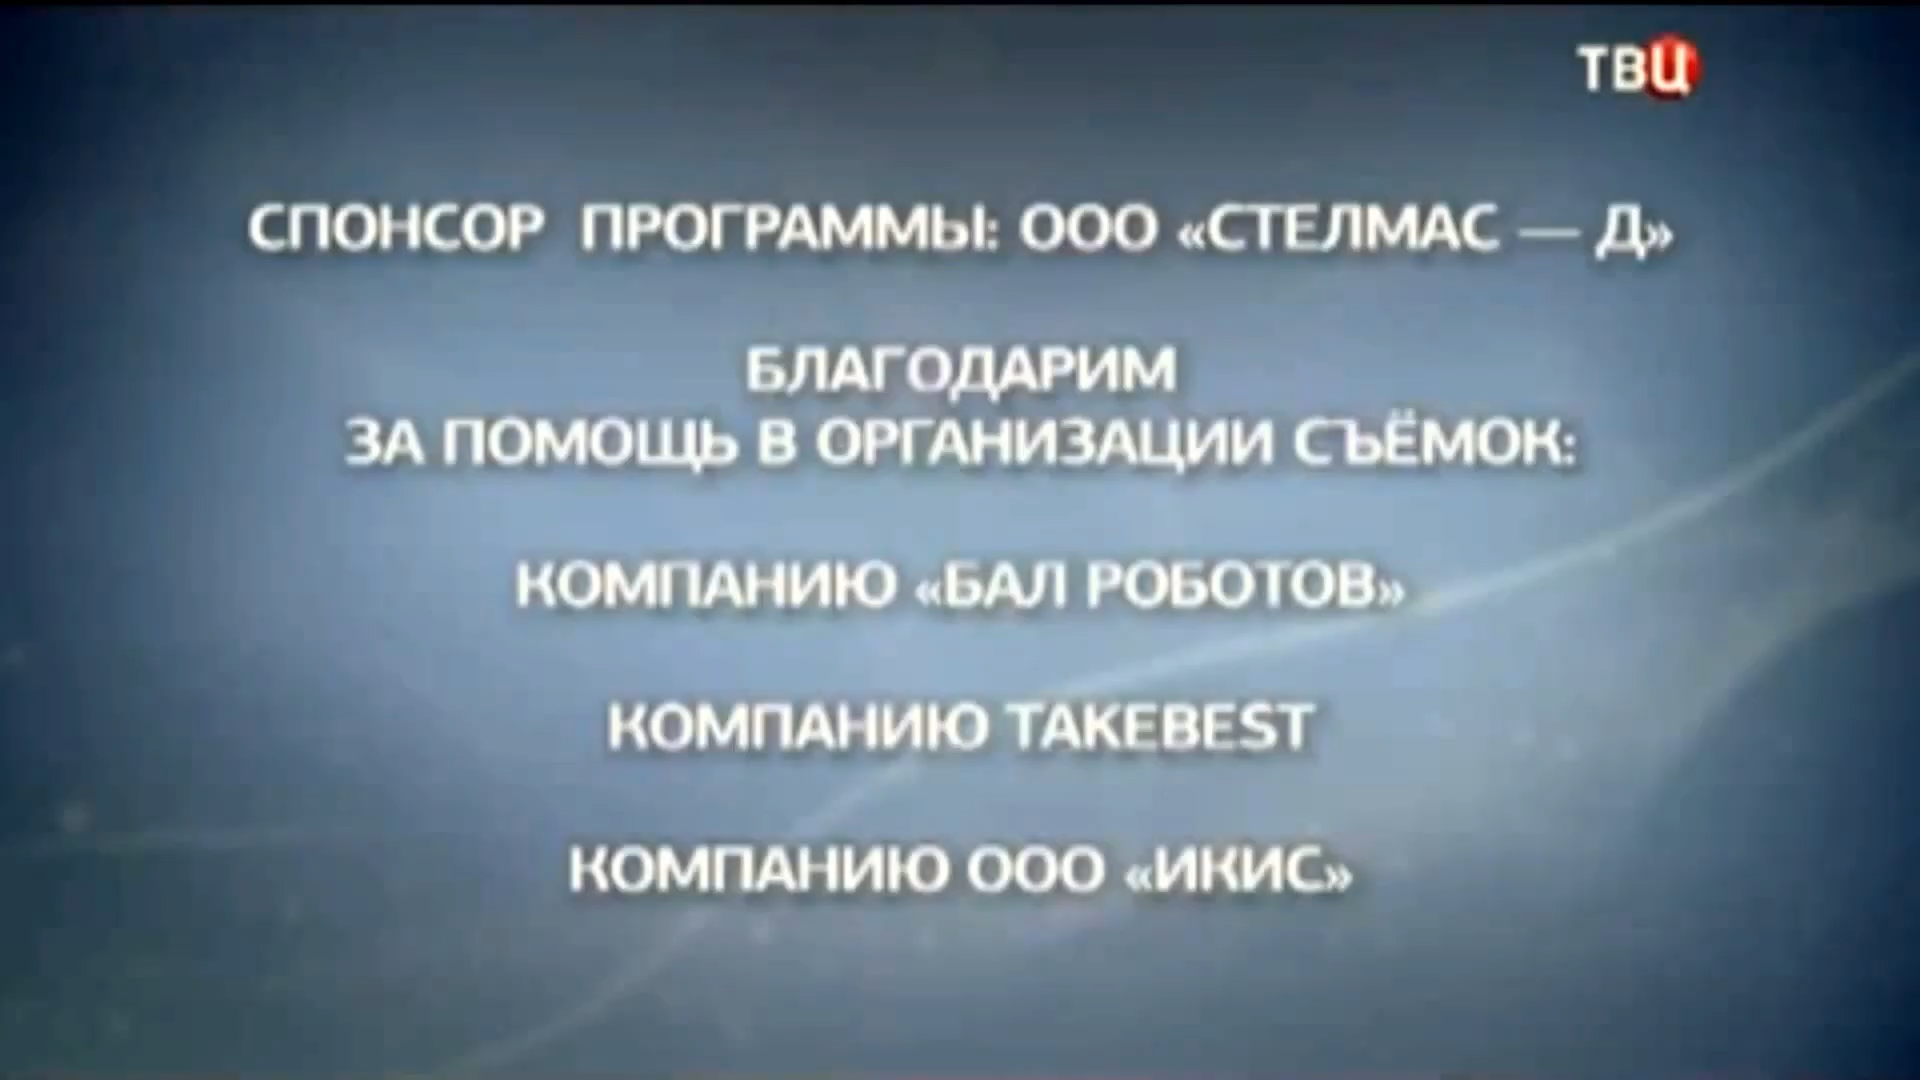 ТВЦ
СПОНСОР ПРОГРАММЫ: ООО «СТЕЛМАС — Д»
БЛАГОДАРИМ
ЗА ПОМОЩЬ В ОРГАНИЗАЦИИ СЪЁМОК:
КОМПАНИЮ «БАЛ РОБОТОВ»
КОМПАНИЮ TAKEBEST
КОМПАНИЮ ООО «ИКИС»